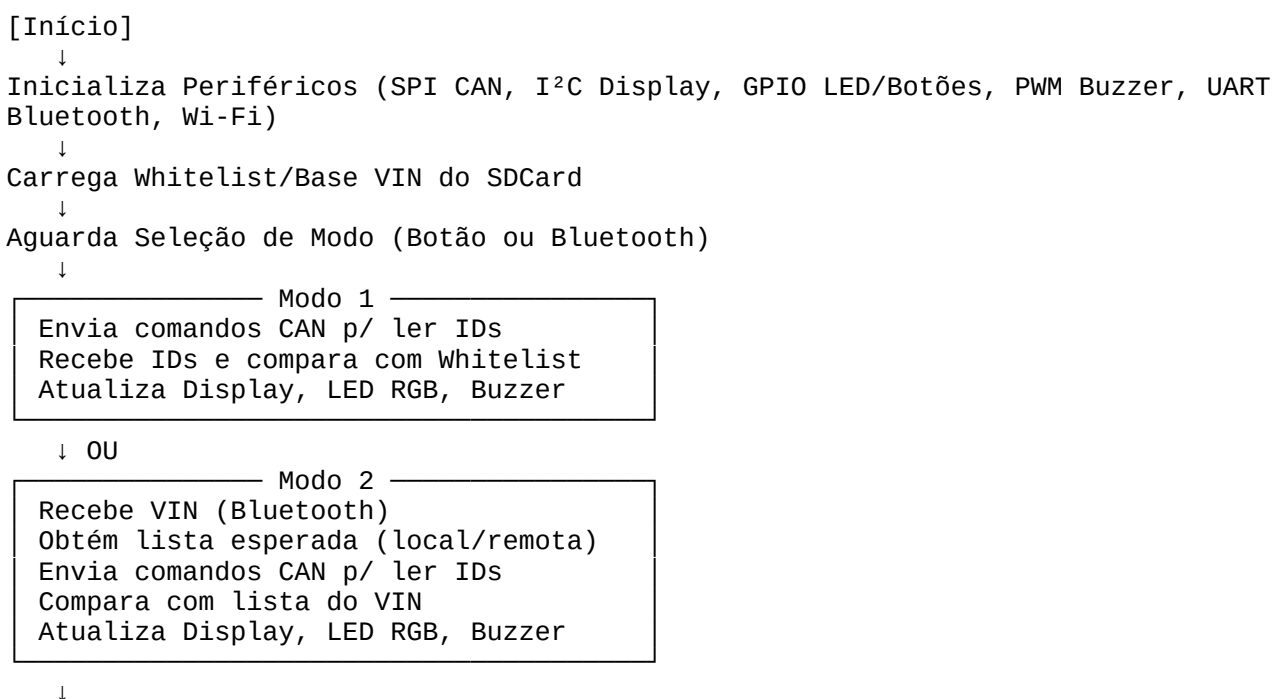 [Início]
↓
Inicializa Periféricos (SPI CAN, I²C Display, GPIO LED/Botões, PWM Buzzer, UART
Bluetooth, Wi-Fi)
↓
Carrega Whitelist/Base VIN do SDCard
↓
Aguarda Seleção de Modo (Botão ou Bluetooth)
↓
Modo 1
Envia comandos CAN p/ ler IDs
Recebe IDs e compara com Whitelist
Atualiza Display, LED RGB, Buzzer
↓ OU
Modo 2
Recebe VIN (Bluetooth)
Obtém lista esperada (local/remota)
Envia comandos CAN p/ ler IDs
Compara com lista do VIN
Atualiza Display, LED RGB, Buzzer
↓